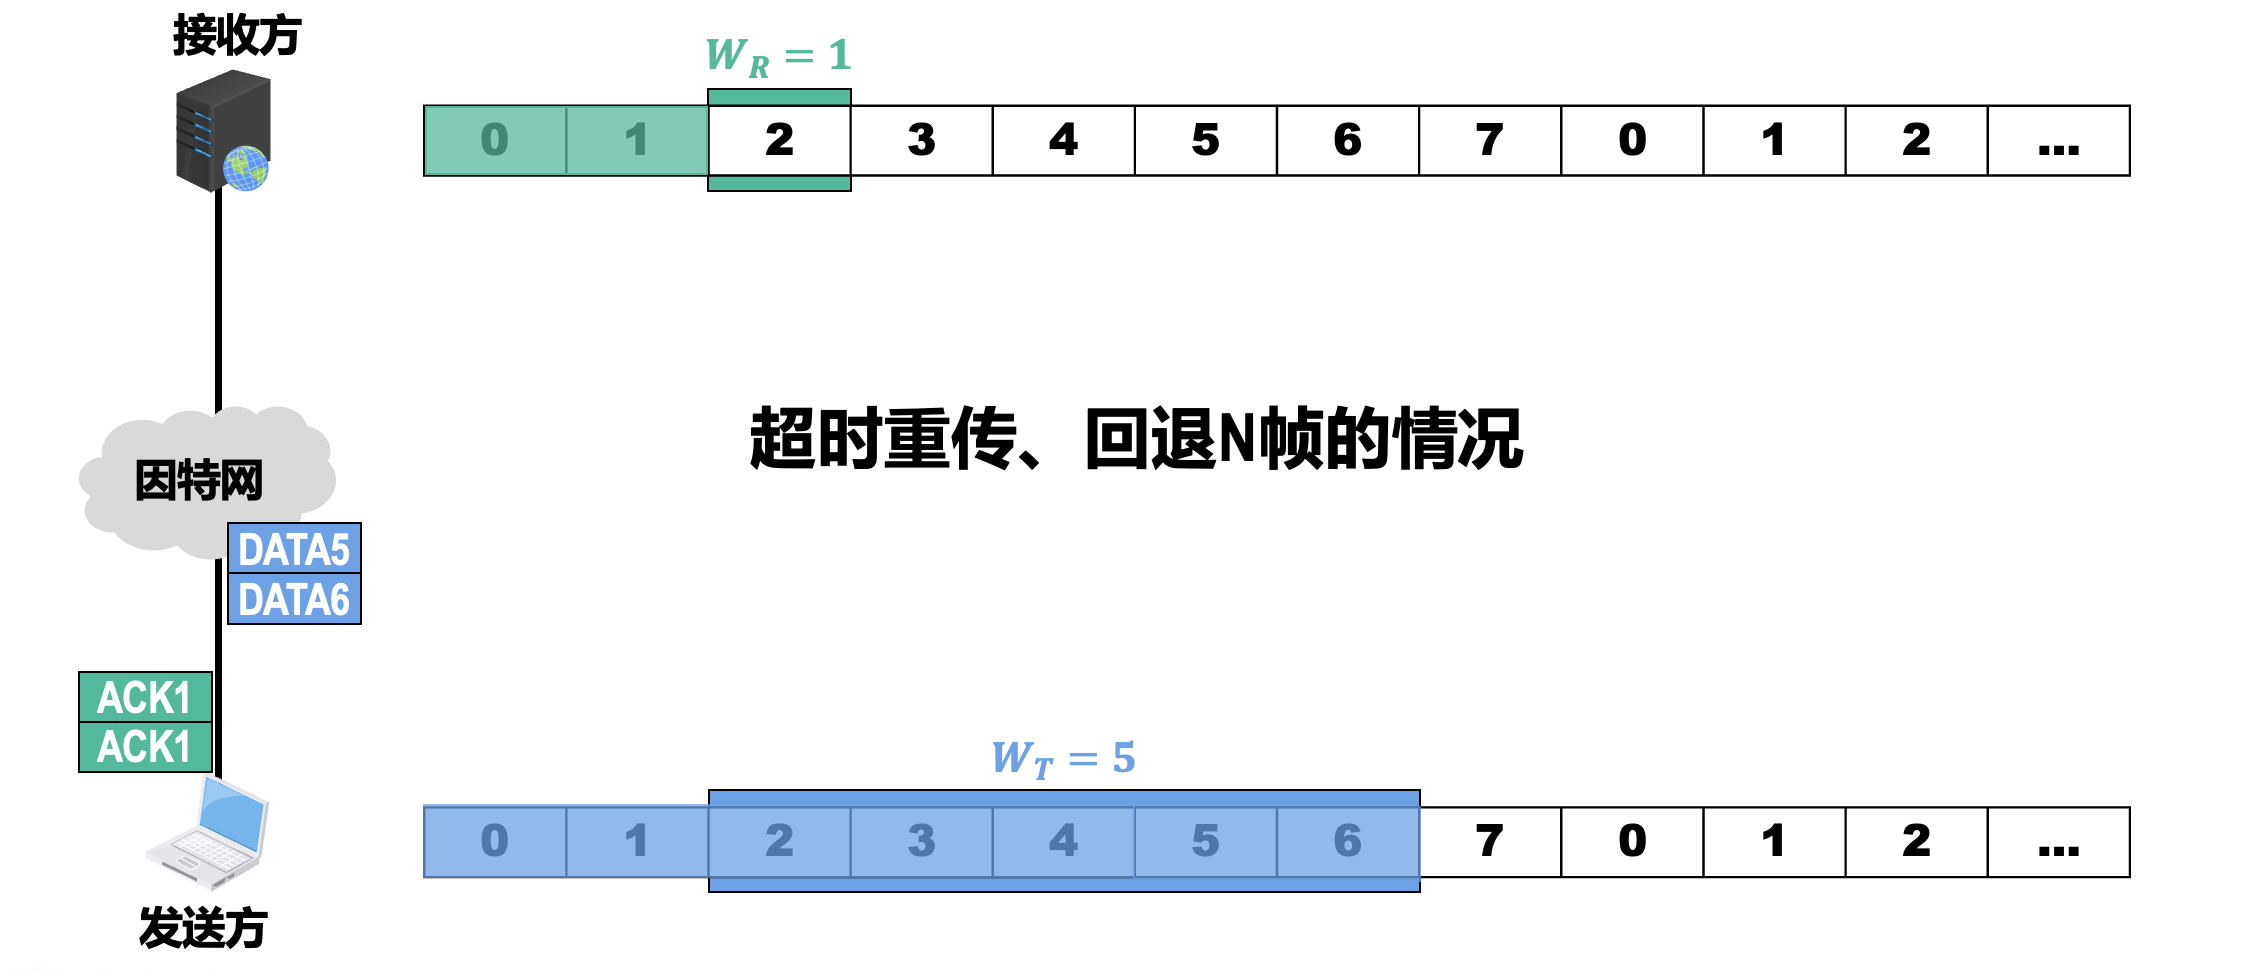 接收方
W_R = 1
0 1 2 3 4 5 6 7 0 1 2 ...
超时重传、回退N帧的情况
因特网
DATA5
DATA6
ACK1
ACK1
W_T = 5
0 1 2 3 4 5 6 7 0 1 2 ...
发送方